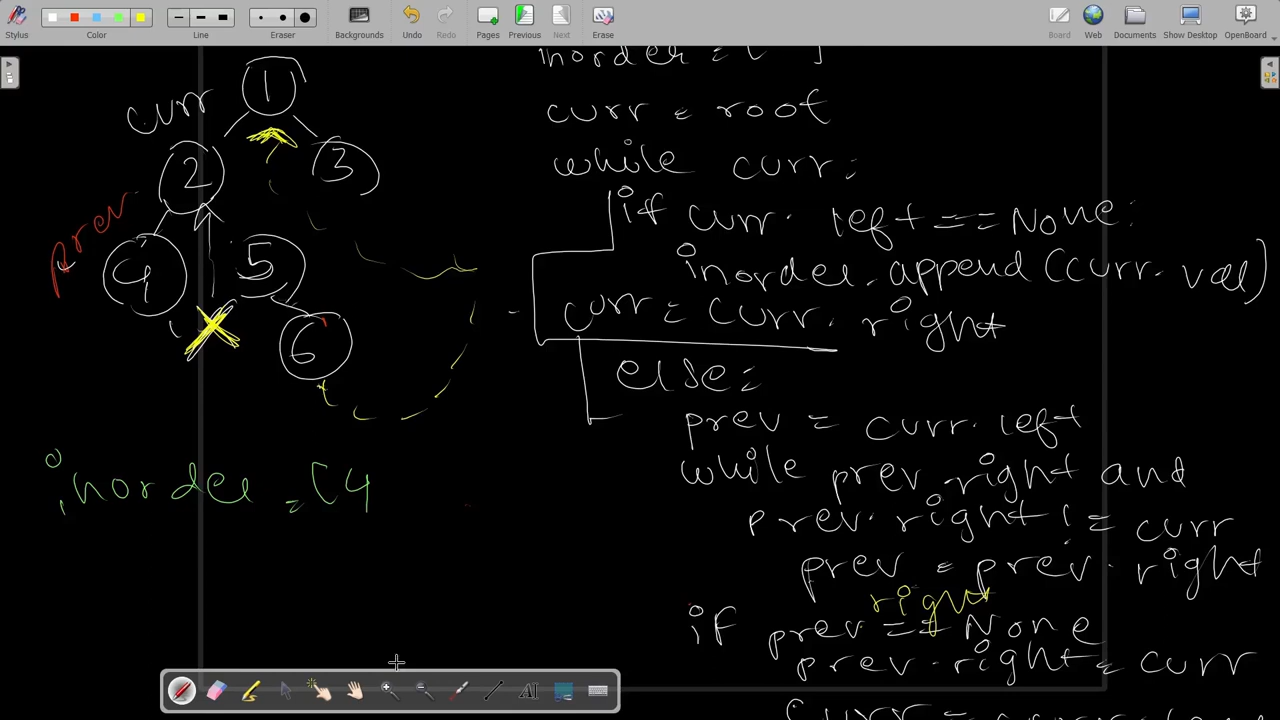 Stylus Color Line Eraser Backgrounds Undo Redo Pages Previous Next Erase Board Web Documents Show Desktop OpenBoard
inorder = [ ]
curr = root
while curr:
if curr. left == None:
inorder.append (curr. val)
curr = curr. right
else:
prev = curr. left
while prev.right and
prev. right != curr
prev = prev. right
right
if prev. == None
prev. right = curr
curr =
curr
1
2
3
prev
4
5
6
inorder = [4
AI